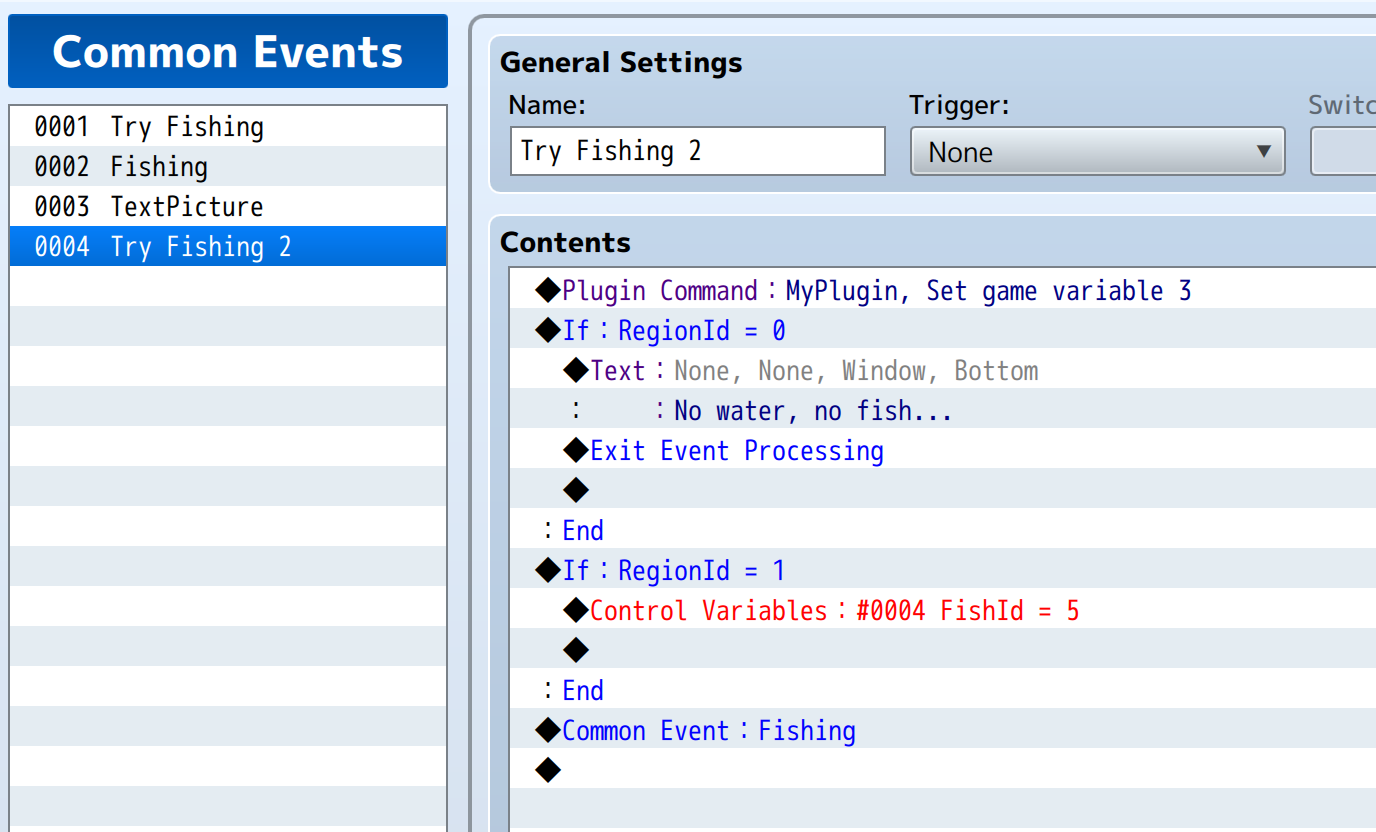 Common Events
0001 Try Fishing
0002 Fishing
0003 TextPicture
0004 Try Fishing 2
General Settings
Name:
Trigger:
Switc
Try Fishing 2
None
Contents
◆Plugin Command:MyPlugin, Set game variable 3
◆If:RegionId = 0
◆Text:None, None, Window, Bottom
: :No water, no fish...
◆Exit Event Processing
◆
:End
◆If:RegionId = 1
◆Control Variables:#0004 FishId = 5
◆
:End
◆Common Event:Fishing
◆